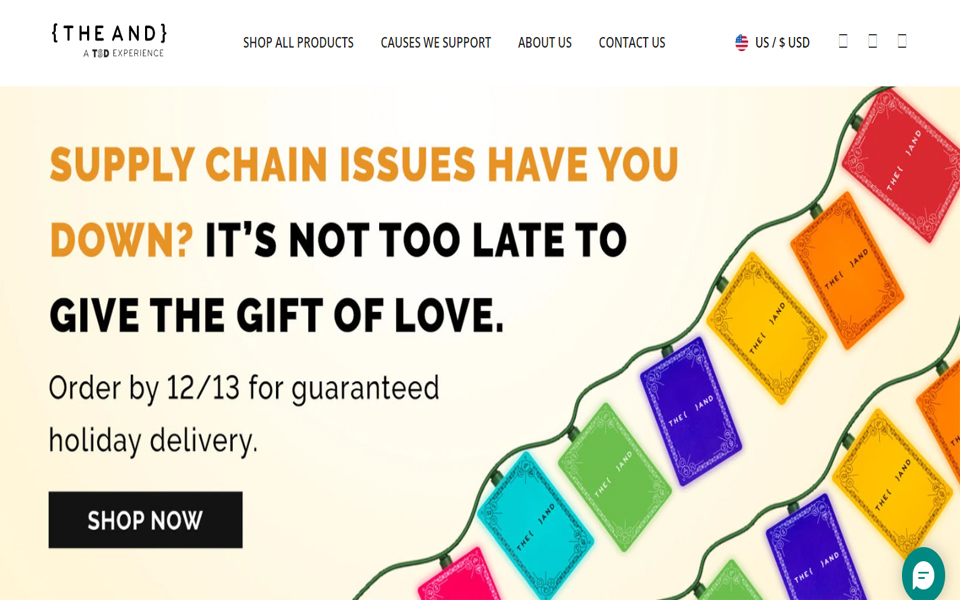 {THE AND}
A TSD EXPERIENCE
SHOP ALL PRODUCTS
CAUSES WE SUPPORT
ABOUT US
CONTACT US
US / $ USD
SUPPLY CHAIN ISSUES HAVE YOU
DOWN? IT'S NOT TOO LATE TO
GIVE THE GIFT OF LOVE.
Order by 12/13 for guaranteed
holiday delivery.
SHOP NOW
THE{ }AND
THE{ }AND
THE{ }AND
THE{ }AND
THE{ }AND
THE{ }AND
THE{ }AND
THE{ }AND